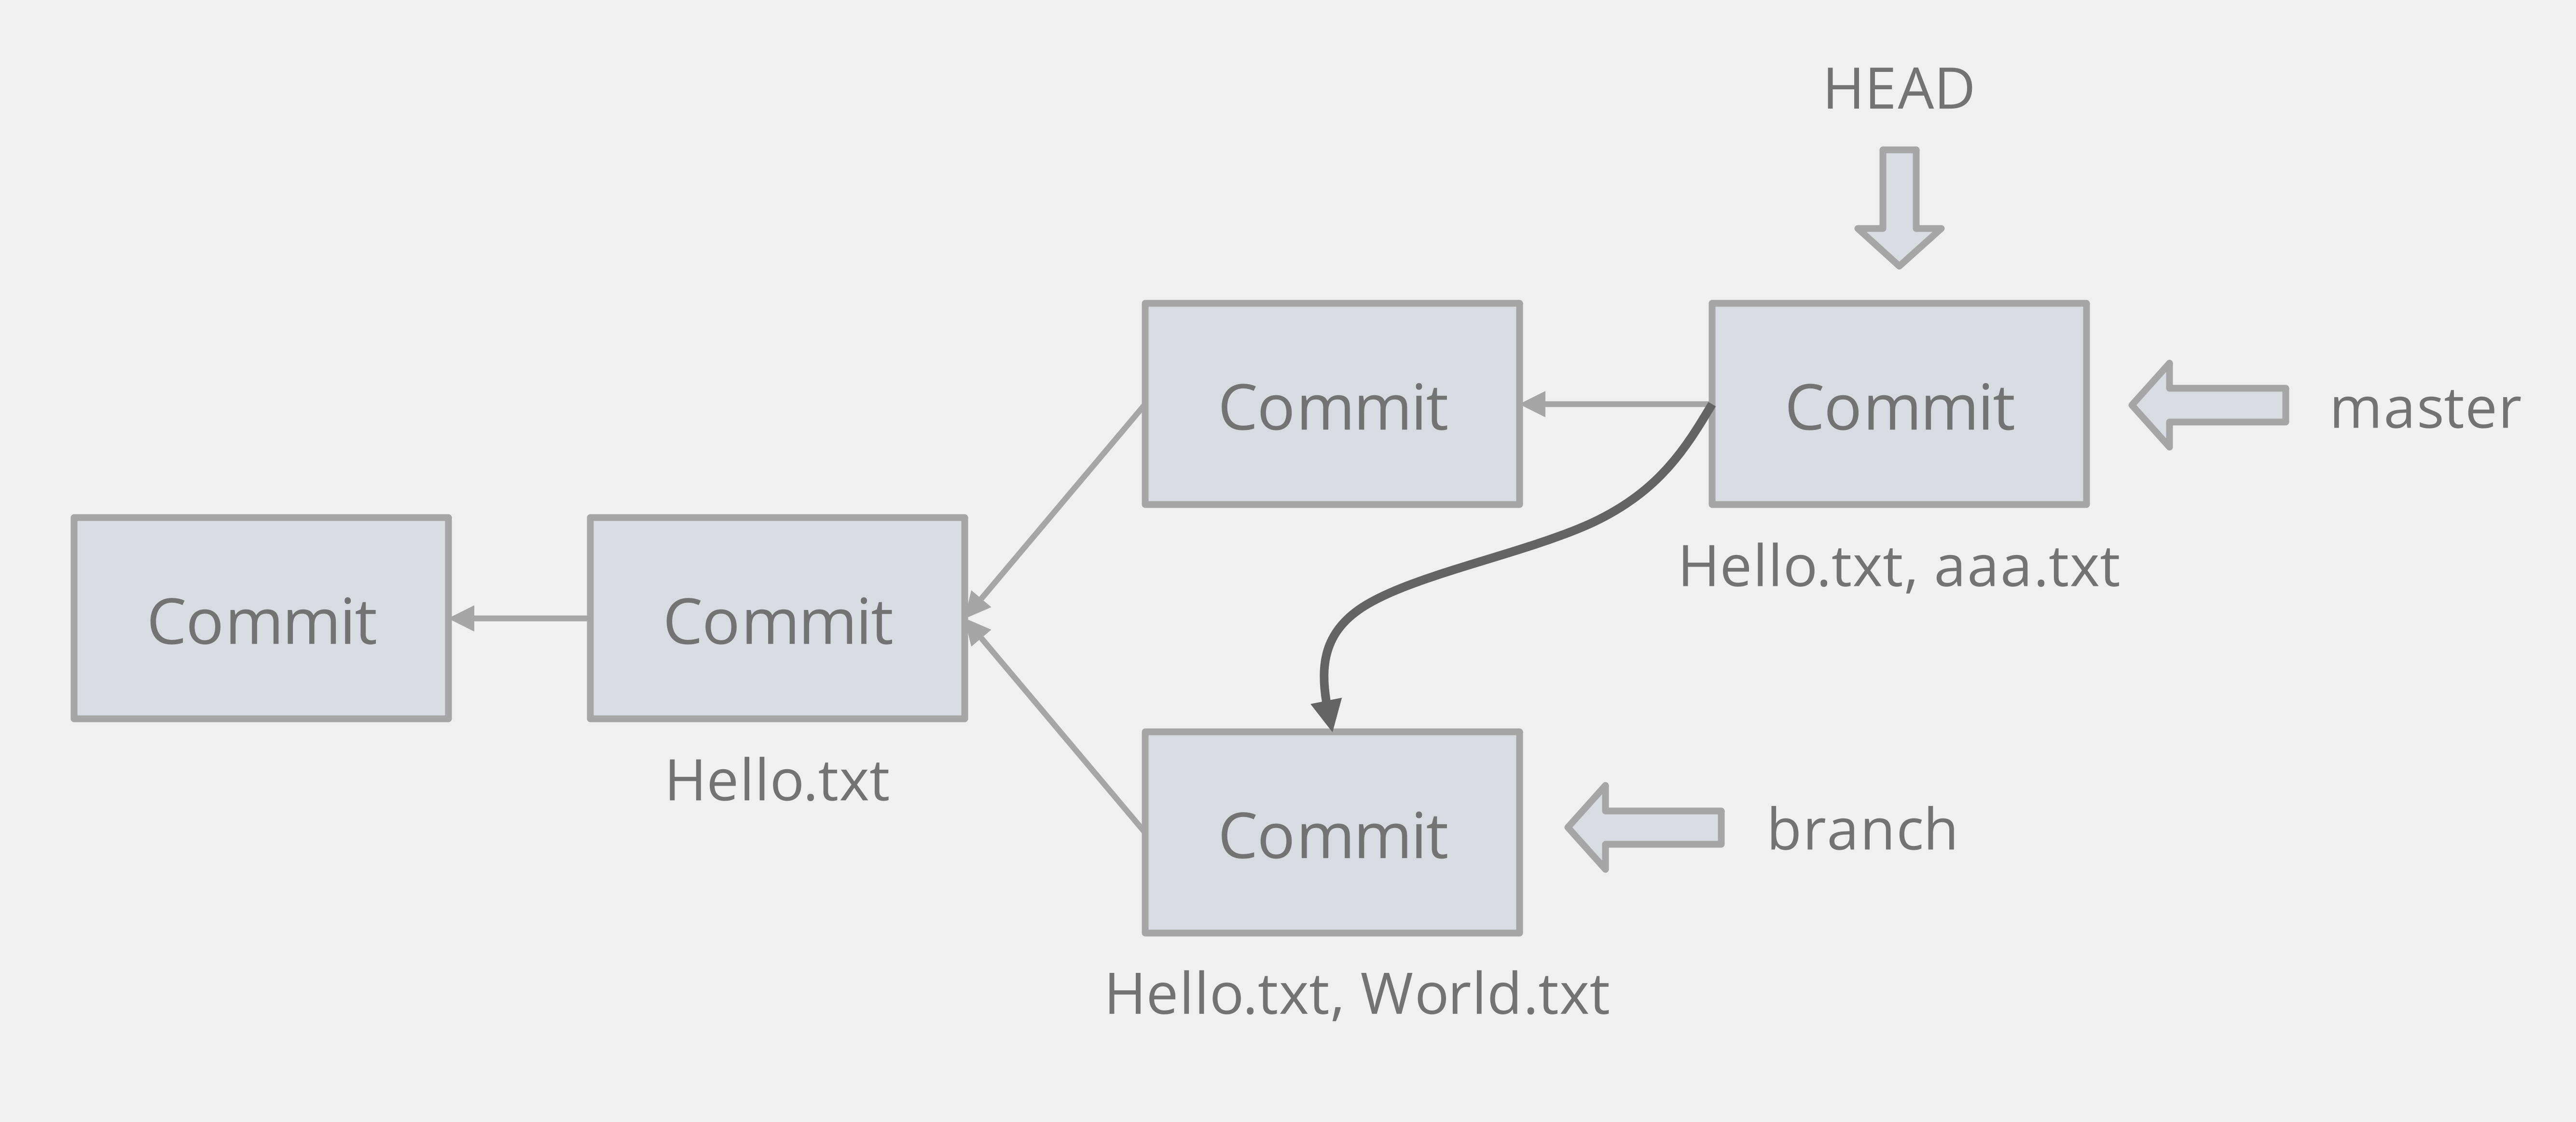 HEAD
Commit
Commit
master
Hello.txt, aaa.txt
Commit
Commit
Hello.txt
Commit
branch
Hello.txt, World.txt